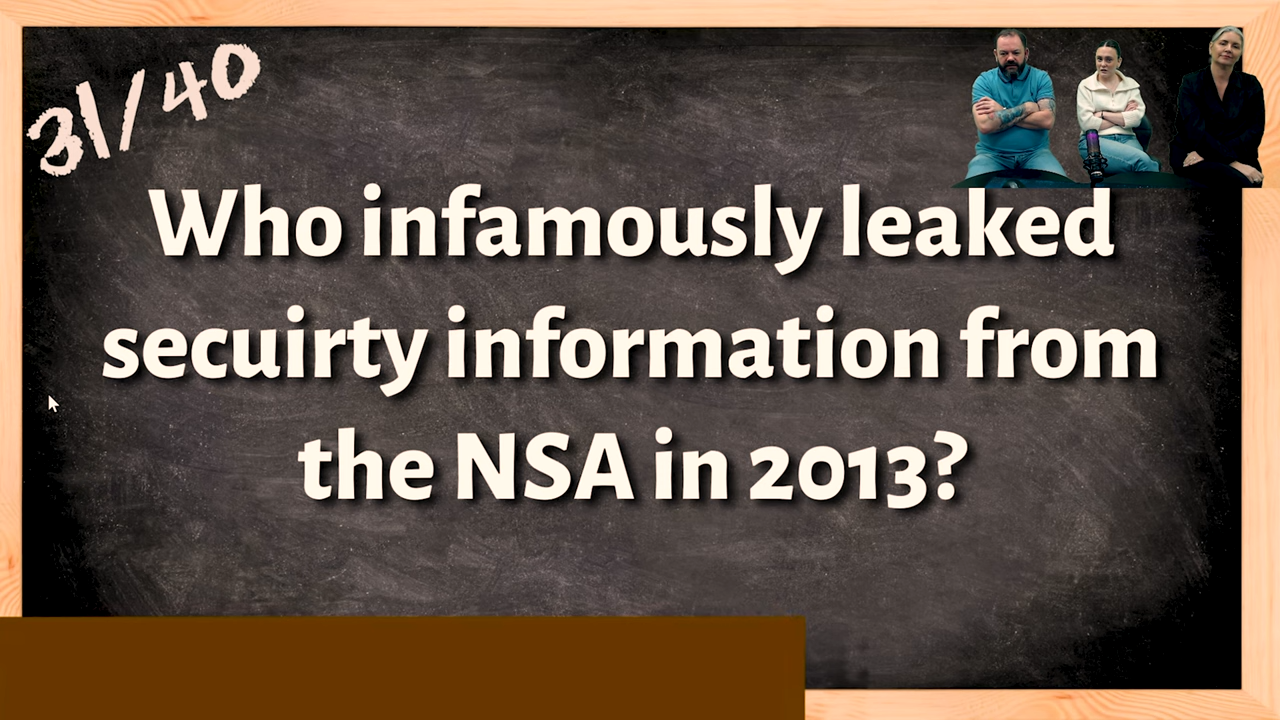 31/40
Who infamously leaked
secuirty information from
the NSA in 2013?